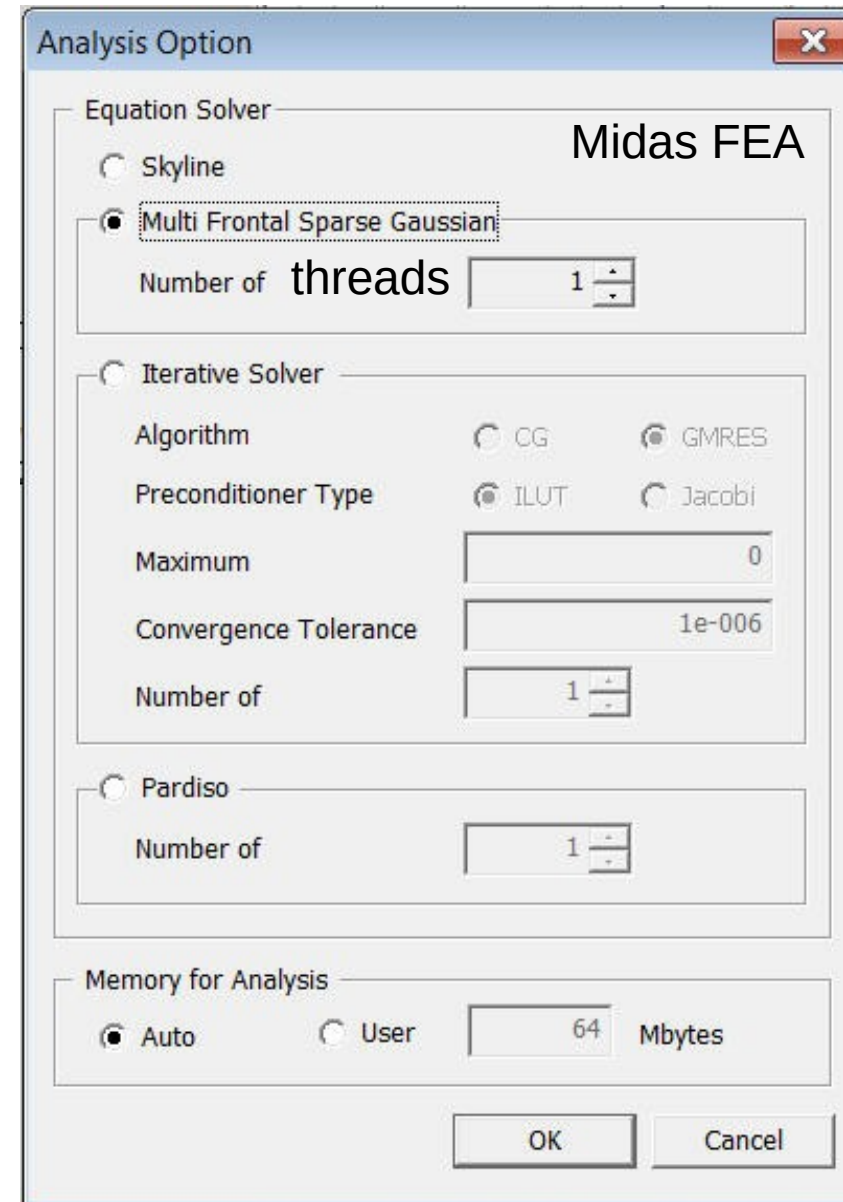 Analysis Option
Equation Solver
Midas FEA
Skyline
Multi Frontal Sparse Gaussian
Number of threads 1
Iterative Solver
Algorithm CG GMRES
Preconditioner Type ILUT Jacobi
Maximum 0
Convergence Tolerance 1e-006
Number of 1
Pardiso
Number of 1
Memory for Analysis
Auto User 64 Mbytes
OK Cancel